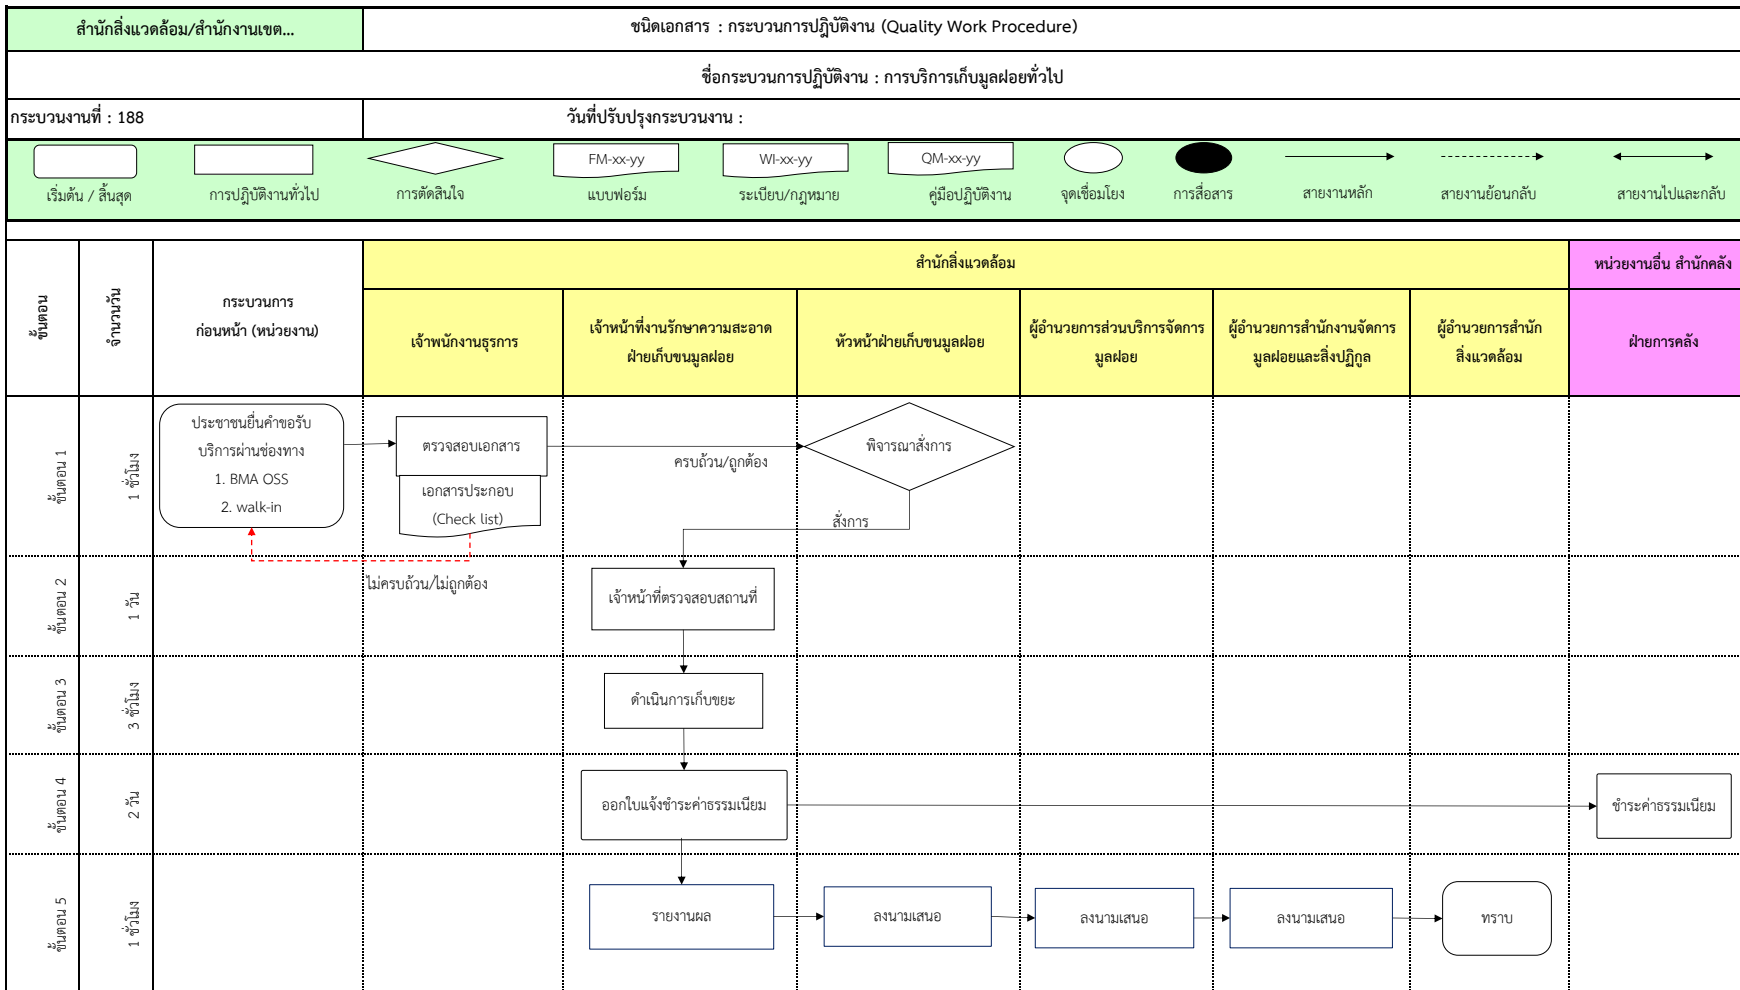 สำนักสิ่งแวดล้อม/สำนักงานเขต...
ชนิดเอกสาร : กระบวนการปฏิบัติงาน (Quality Work Procedure)
ชื่อกระบวนการปฏิบัติงาน : การบริการเก็บมูลฝอยทั่วไป
กระบวนงานที่ : 188
วันที่ปรับปรุงกระบวนงาน :
FM-xx-yy
WI-xx-yy
QM-xx-yy
เริ่มต้น / สิ้นสุด
การปฏิบัติงานทั่วไป
การตัดสินใจ
แบบฟอร์ม
ระเบียบ/กฎหมาย
คู่มือปฏิบัติงาน
จุดเชื่อมโยง
การสื่อสาร
สายงานหลัก
สายงานย้อนกลับ
สายงานไปและกลับ
ขั้นตอน
จำนวนวัน
กระบวนการ
ก่อนหน้า (หน่วยงาน)
สำนักสิ่งแวดล้อม
หน่วยงานอื่น สำนักคลัง
เจ้าพนักงานธุรการ
เจ้าหน้าที่งานรักษาความสะอาด
ฝ่ายเก็บขนมูลฝอย
หัวหน้าฝ่ายเก็บขนมูลฝอย
ผู้อำนวยการส่วนบริการจัดการ
มูลฝอย
ผู้อำนวยการสำนักงานจัดการ
มูลฝอยและสิ่งปฏิกูล
ผู้อำนวยการสำนัก
สิ่งแวดล้อม
ฝ่ายการคลัง
ขั้นตอน 1
1 ชั่วโมง
ประชาชนยื่นคำขอรับ
บริการผ่านช่องทาง
1. BMA OSS
2. walk-in
ตรวจสอบเอกสาร
เอกสารประกอบ
(Check list)
ครบถ้วน/ถูกต้อง
พิจารณาสั่งการ
สั่งการ
ไม่ครบถ้วน/ไม่ถูกต้อง
ขั้นตอน 2
1 วัน
เจ้าหน้าที่ตรวจสอบสถานที่
ขั้นตอน 3
3 ชั่วโมง
ดำเนินการเก็บขยะ
ขั้นตอน 4
2 วัน
ออกใบแจ้งชำระค่าธรรมเนียม
ชำระค่าธรรมเนียม
ขั้นตอน 5
1 ชั่วโมง
รายงานผล
ลงนามเสนอ
ลงนามเสนอ
ลงนามเสนอ
ทราบ